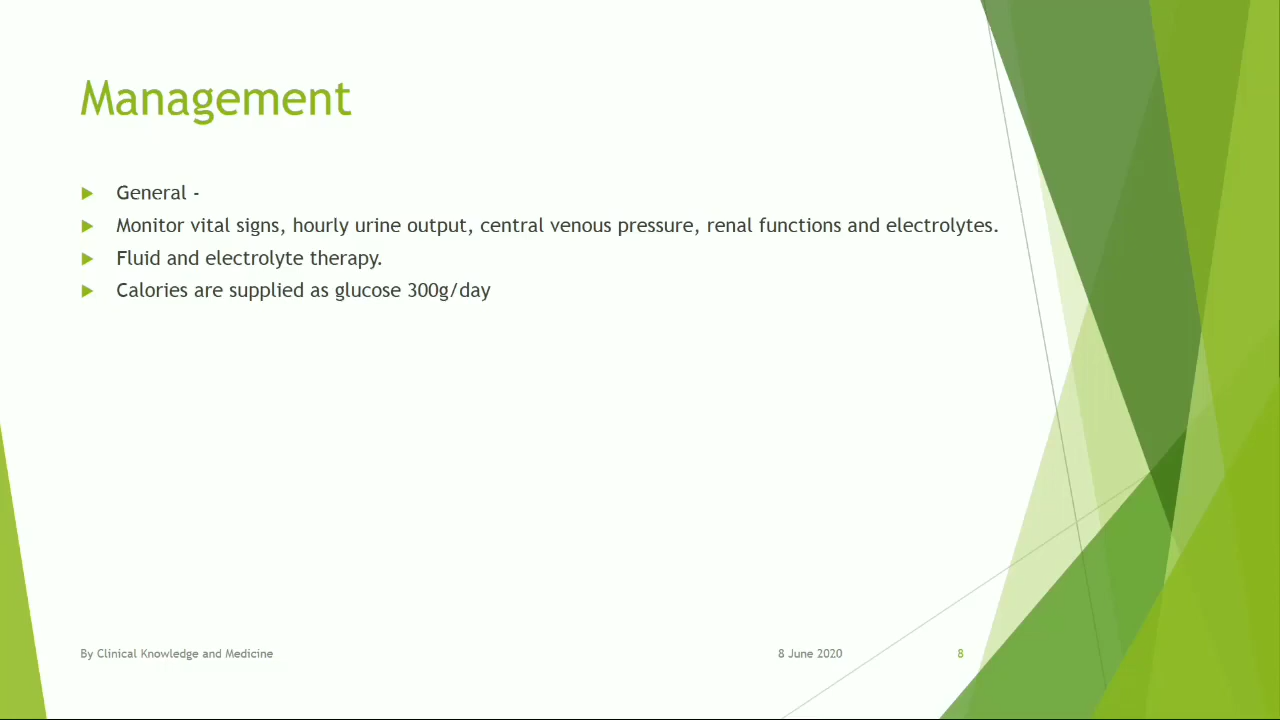 Management
General -
Monitor vital signs, hourly urine output, central venous pressure, renal functions and electrolytes.
Fluid and electrolyte therapy.
Calories are supplied as glucose 300g/day
By Clinical Knowledge and Medicine
8 June 2020
8